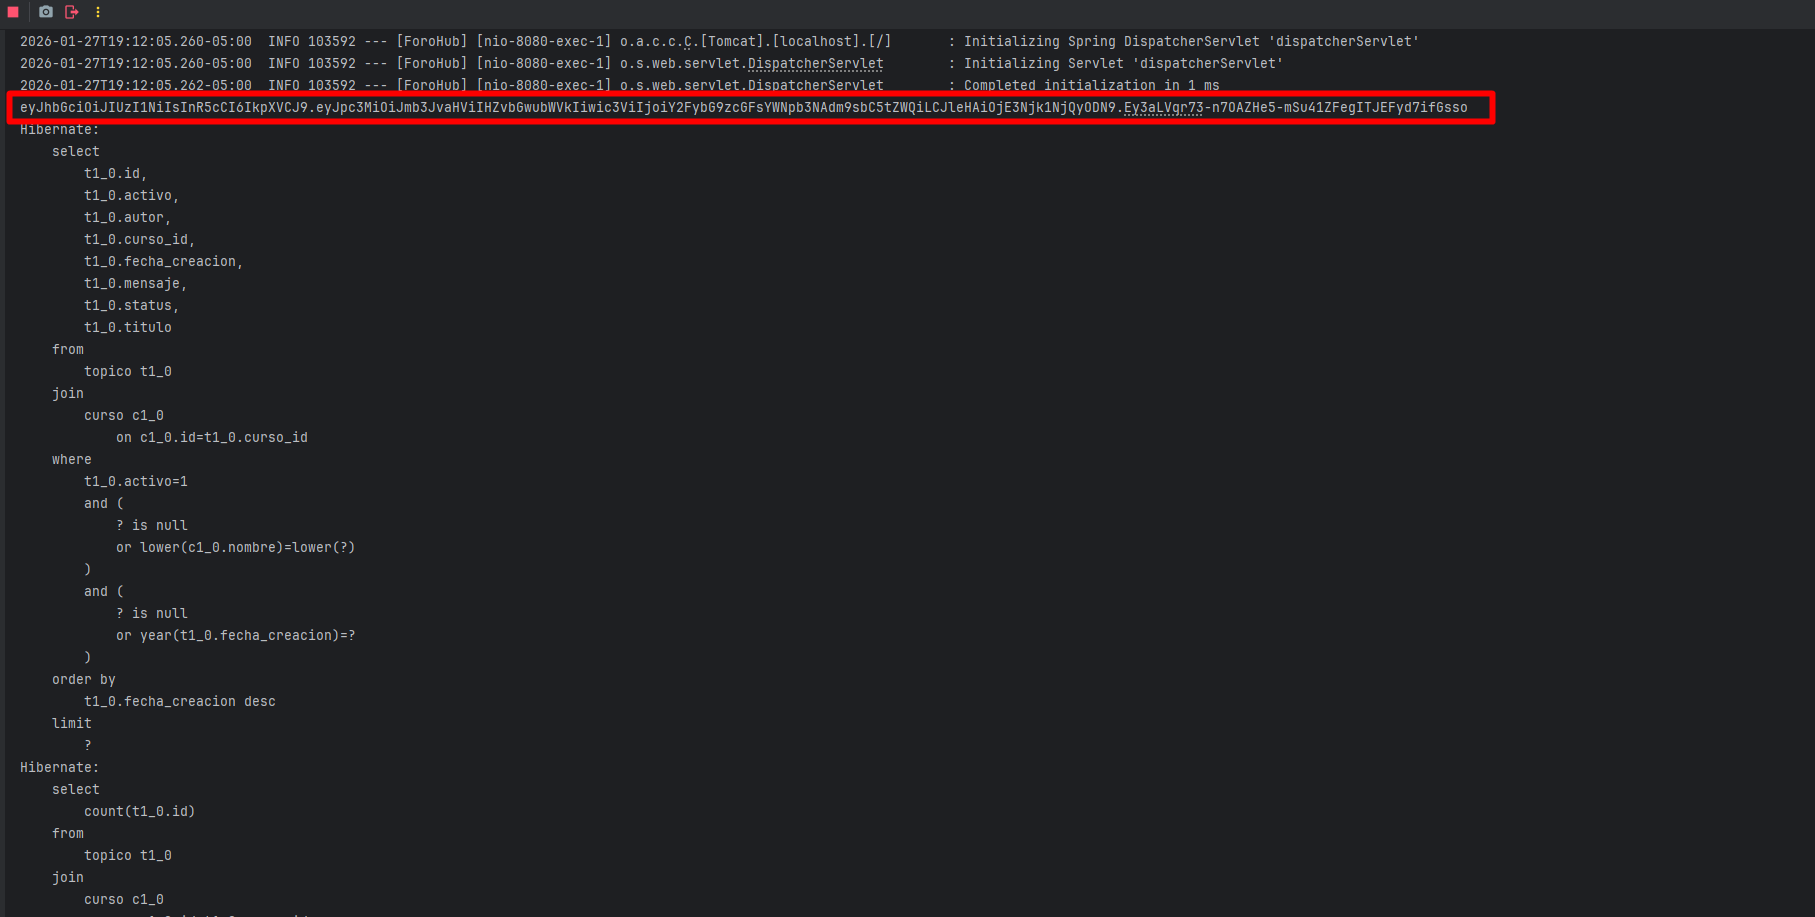 2026-01-27T19:12:05.260-05:00  INFO 103592 --- [ForoHub] [nio-8080-exec-1] o.a.c.c.C.[Tomcat].[localhost].[/]       : Initializing Spring DispatcherServlet 'dispatcherServlet'
2026-01-27T19:12:05.260-05:00  INFO 103592 --- [ForoHub] [nio-8080-exec-1] o.s.web.servlet.DispatcherServlet        : Initializing Servlet 'dispatcherServlet'
2026-01-27T19:12:05.262-05:00  INFO 103592 --- [ForoHub] [nio-8080-exec-1] o.s.web.servlet.DispatcherServlet        : Completed initialization in 1 ms
eyJhbGciOiJIUzI1NiIsInR5cCI6IkpXVCJ9.eyJpc3MiOiJmb3JvaHViIHZvbGwubWVkIiwic3ViIjoiY2FybG9zcGFsYWNpb3NAdm9sbC5tZWQiLCJleHAiOjE3Njk1NjQyODN9.Ey3aLVqr73-n7OAZHe5-mSu41ZFegITJEFyd7ifGsso
Hibernate:
    select
        t1_0.id,
        t1_0.activo,
        t1_0.autor,
        t1_0.curso_id,
        t1_0.fecha_creacion,
        t1_0.mensaje,
        t1_0.status,
        t1_0.titulo
    from
        topico t1_0
    join
        curso c1_0
            on c1_0.id=t1_0.curso_id
    where
        t1_0.activo=1
        and (
            ? is null
            or lower(c1_0.nombre)=lower(?)
        )
        and (
            ? is null
            or year(t1_0.fecha_creacion)=?
        )
    order by
        t1_0.fecha_creacion desc
    limit
        ?
Hibernate:
    select
        count(t1_0.id)
    from
        topico t1_0
    join
        curso c1_0